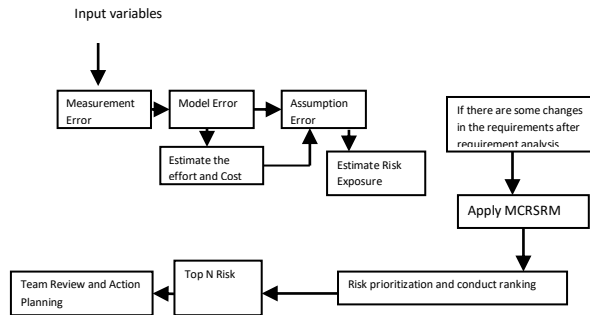 Input variables
Measurement
Error
Model Error
Assumption
Error
If there are some changes
in the requirements after
requirement analysis
Estimate the
effort and Cost
Estimate Risk
Exposure
Apply MCRSRM
Team Review and Action
Planning
Top N Risk
Risk prioritization and conduct ranking